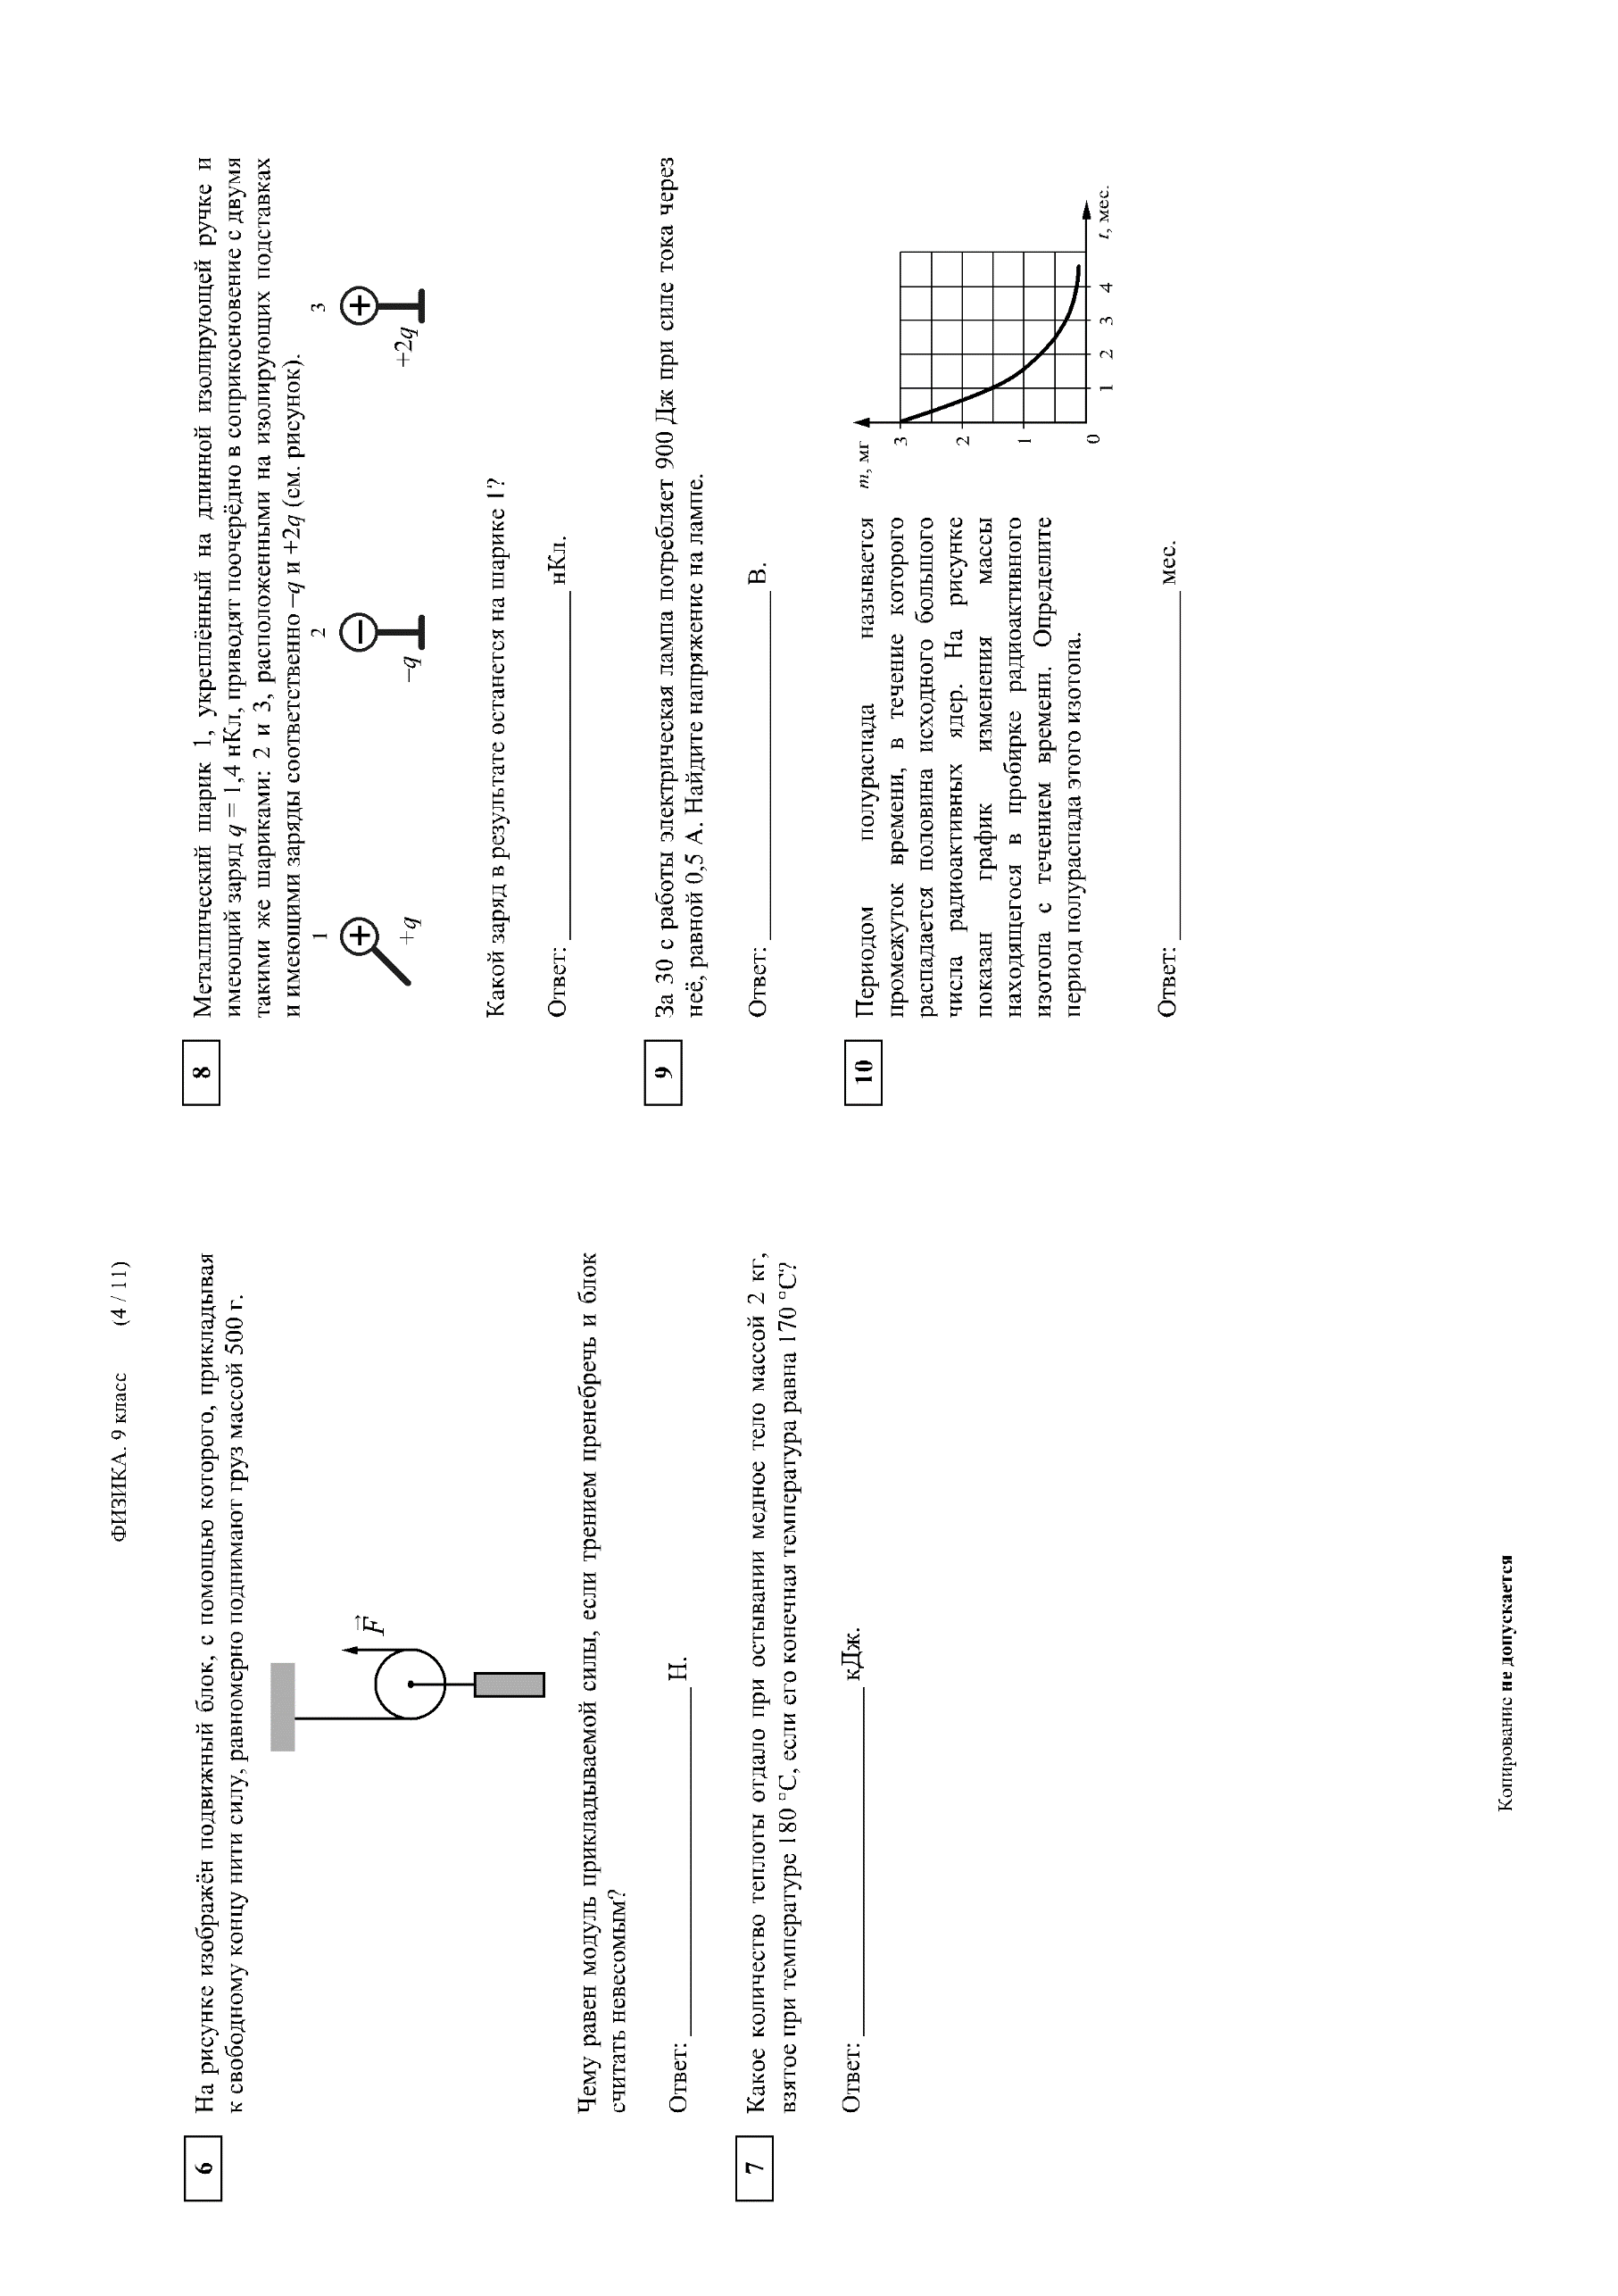 ФИЗИКА. 9 класс (4 / 11)
6
На рисунке изображён подвижный блок, с помощью которого, прикладывая
к свободному концу нити силу, равномерно поднимают груз массой 500 г.
F
Чему равен модуль прикладываемой силы, если трением пренебречь и блок
считать невесомым?
Ответ: ____________ Н.
7
Какое количество теплоты отдало при остывании медное тело массой 2 кг,
взятое при температуре 180 °С, если его конечная температура равна 170 °С?
Ответ: ____________ кДж.
8
Металлический шарик 1, укреплённый на длинной изолирующей ручке и
имеющий заряд q = 1,4 нКл, приводят поочерёдно в соприкосновение с двумя
такими же шариками: 2 и 3, расположенными на изолирующих подставках
и имеющими заряды соответственно –q и +2q (см. рисунок).
1 2 3
+ – +
+q –q +2q
Какой заряд в результате останется на шарике 1?
Ответ: ____________ нКл.
9
За 30 с работы электрическая лампа потребляет 900 Дж при силе тока через
неё, равной 0,5 А. Найдите напряжение на лампе.
Ответ: ____________ В.
10
Периодом полураспада называется
промежуток времени, в течение которого
распадается половина исходного большого
числа радиоактивных ядер. На рисунке
показан график изменения массы
находящегося в пробирке радиоактивного
изотопа с течением времени. Определите
период полураспада этого изотопа.
m, мг
3
2
1
0
1 2 3 4 t, мес.
Ответ: ____________ мес.
Копирование не допускается